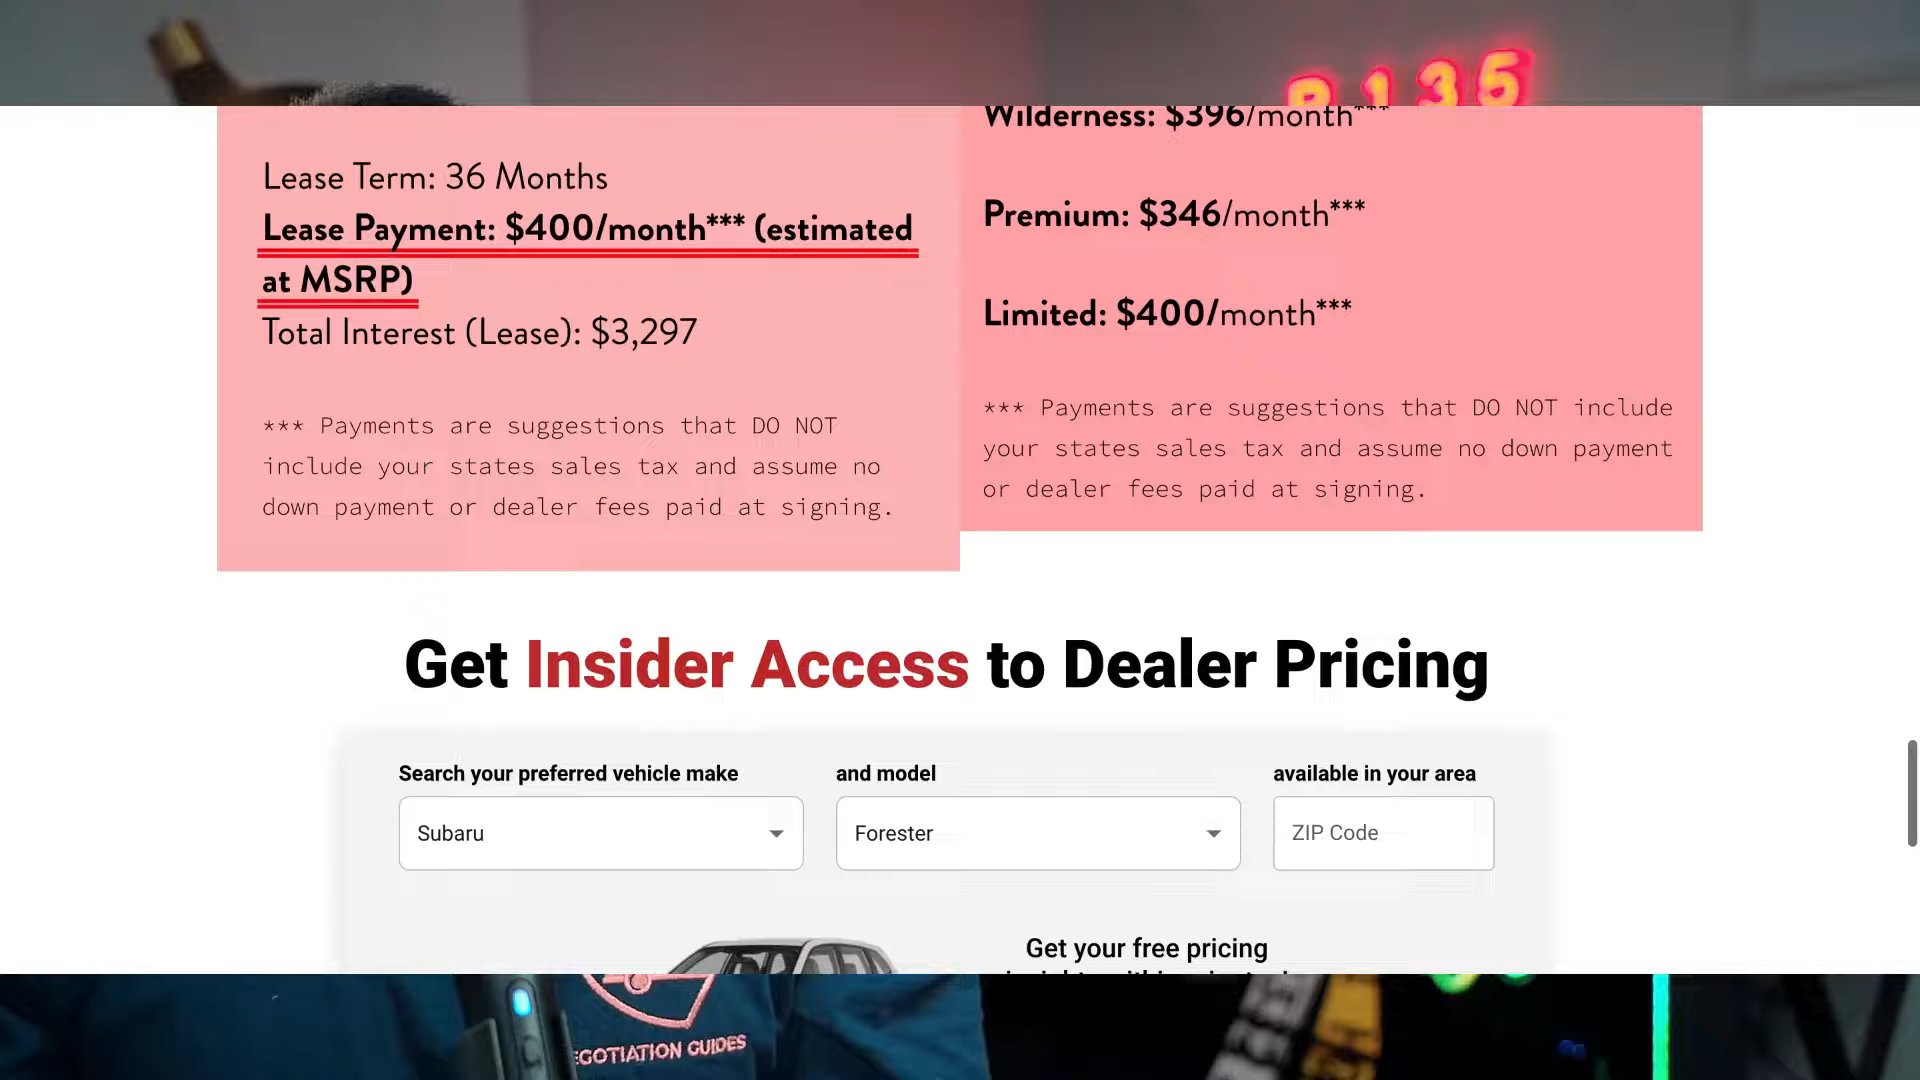 Lease Term: 36 Months
Lease Payment: $400/month*** (estimated
at MSRP)
Total Interest (Lease): $3,297
*** Payments are suggestions that DO NOT
include your states sales tax and assume no
down payment or dealer fees paid at signing.
Wilderness: $396/month***
Premium: $346/month***
Limited: $400/month***
*** Payments are suggestions that DO NOT include
your states sales tax and assume no down payment
or dealer fees paid at signing.
Get Insider Access to Dealer Pricing
Search your preferred vehicle make
and model
available in your area
Subaru
Forester
ZIP Code
Get your free pricing
GUIDES